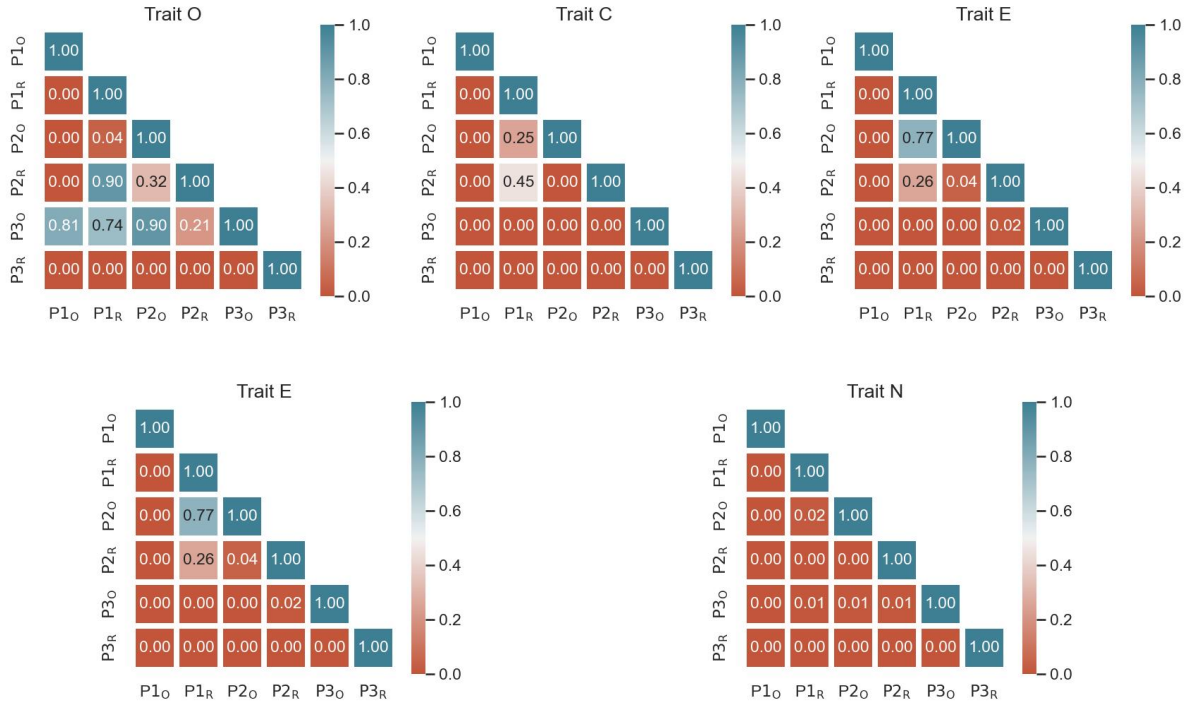 Trait O
P1O 1.00 1.0
P1R 0.00 1.00 0.8
P2O 0.00 0.04 1.00 0.6
P2R 0.00 0.90 0.32 1.00 0.4
P3O 0.81 0.74 0.90 0.21 1.00 0.2
P3R 0.00 0.00 0.00 0.00 0.00 1.00 0.0
P1O P1R P2O P2R P3O P3R
Trait C
P1O 1.00 1.0
P1R 0.00 1.00 0.8
P2O 0.00 0.25 1.00 0.6
P2R 0.00 0.45 0.00 1.00 0.4
P3O 0.00 0.00 0.00 0.00 1.00 0.2
P3R 0.00 0.00 0.00 0.00 0.00 1.00 0.0
P1O P1R P2O P2R P3O P3R
Trait E
P1O 1.00 1.0
P1R 0.00 1.00 0.8
P2O 0.00 0.77 1.00 0.6
P2R 0.00 0.26 0.04 1.00 0.4
P3O 0.00 0.00 0.00 0.02 1.00 0.2
P3R 0.00 0.00 0.00 0.00 0.00 1.00 0.0
P1O P1R P2O P2R P3O P3R
Trait E
P1O 1.00 1.0
P1R 0.00 1.00 0.8
P2O 0.00 0.77 1.00 0.6
P2R 0.00 0.26 0.04 1.00 0.4
P3O 0.00 0.00 0.00 0.02 1.00 0.2
P3R 0.00 0.00 0.00 0.00 0.00 1.00 0.0
P1O P1R P2O P2R P3O P3R
Trait N
P1O 1.00 1.0
P1R 0.00 1.00 0.8
P2O 0.00 0.02 1.00 0.6
P2R 0.00 0.00 0.00 1.00 0.4
P3O 0.00 0.01 0.01 0.01 1.00 0.2
P3R 0.00 0.00 0.00 0.00 0.00 1.00 0.0
P1O P1R P2O P2R P3O P3R